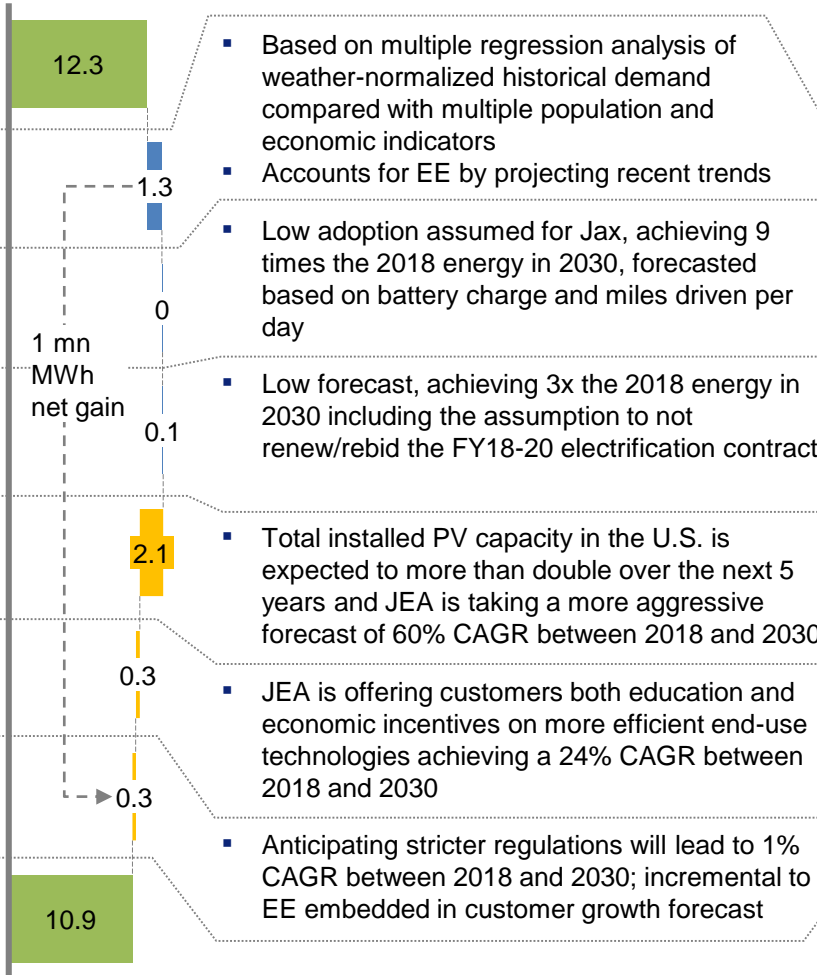 12.3
▪ Based on multiple regression analysis of
weather-normalized historical demand
compared with multiple population and
economic indicators
▪ Accounts for EE by projecting recent trends
1.3
▪ Low adoption assumed for Jax, achieving 9
times the 2018 energy in 2030, forecasted
based on battery charge and miles driven per
day
0
1 mn
MWh
net gain
▪ Low forecast, achieving 3x the 2018 energy in
2030 including the assumption to not
renew/rebid the FY18-20 electrification contract
0.1
▪ Total installed PV capacity in the U.S. is
expected to more than double over the next 5
years and JEA is taking a more aggressive
forecast of 60% CAGR between 2018 and 2030
2.1
▪ JEA is offering customers both education and
economic incentives on more efficient end-use
technologies achieving a 24% CAGR between
2018 and 2030
0.3
0.3
▪ Anticipating stricter regulations will lead to 1%
CAGR between 2018 and 2030; incremental to
EE embedded in customer growth forecast
10.9